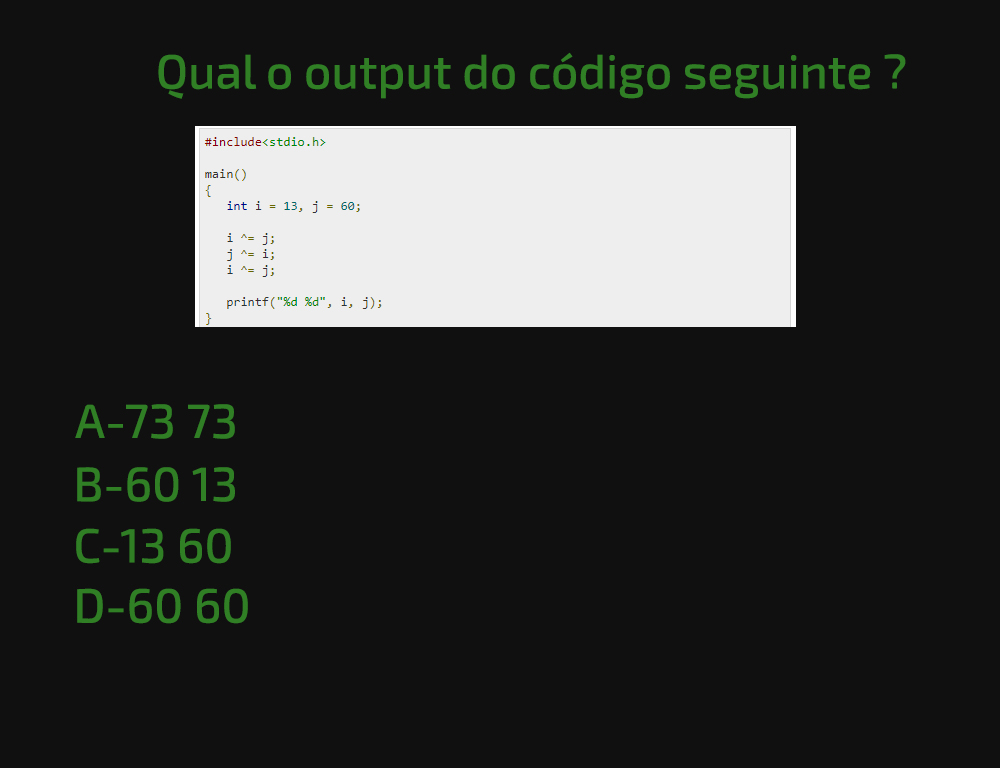 Qual o output do código seguinte ?
#include<stdio.h>
main()
{
int i = 13, j = 60;
i ^= j;
j ^= i;
i ^= j;
printf("%d %d", i, j);
}
A-73 73
B-60 13
C-13 60
D-60 60